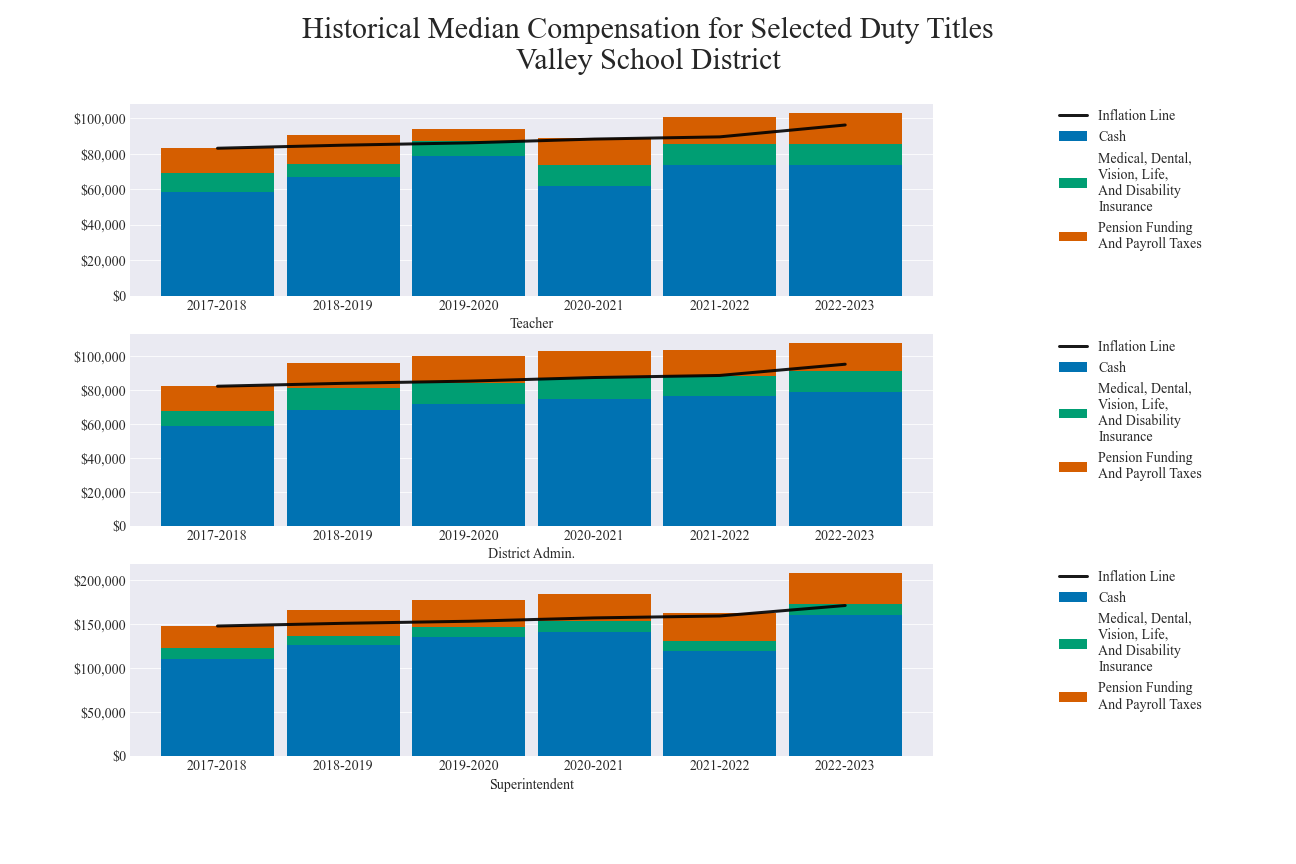 Historical Median Compensation for Selected Duty Titles
Valley School District
$100,000
$80,000
$60,000
$40,000
$20,000
$0
2017-2018 2018-2019 2019-2020 2020-2021 2021-2022 2022-2023
Teacher
Inflation Line
Cash
Medical, Dental,
Vision, Life,
And Disability
Insurance
Pension Funding
And Payroll Taxes
$100,000
$80,000
$60,000
$40,000
$20,000
$0
2017-2018 2018-2019 2019-2020 2020-2021 2021-2022 2022-2023
District Admin.
Inflation Line
Cash
Medical, Dental,
Vision, Life,
And Disability
Insurance
Pension Funding
And Payroll Taxes
$200,000
$150,000
$100,000
$50,000
$0
2017-2018 2018-2019 2019-2020 2020-2021 2021-2022 2022-2023
Superintendent
Inflation Line
Cash
Medical, Dental,
Vision, Life,
And Disability
Insurance
Pension Funding
And Payroll Taxes